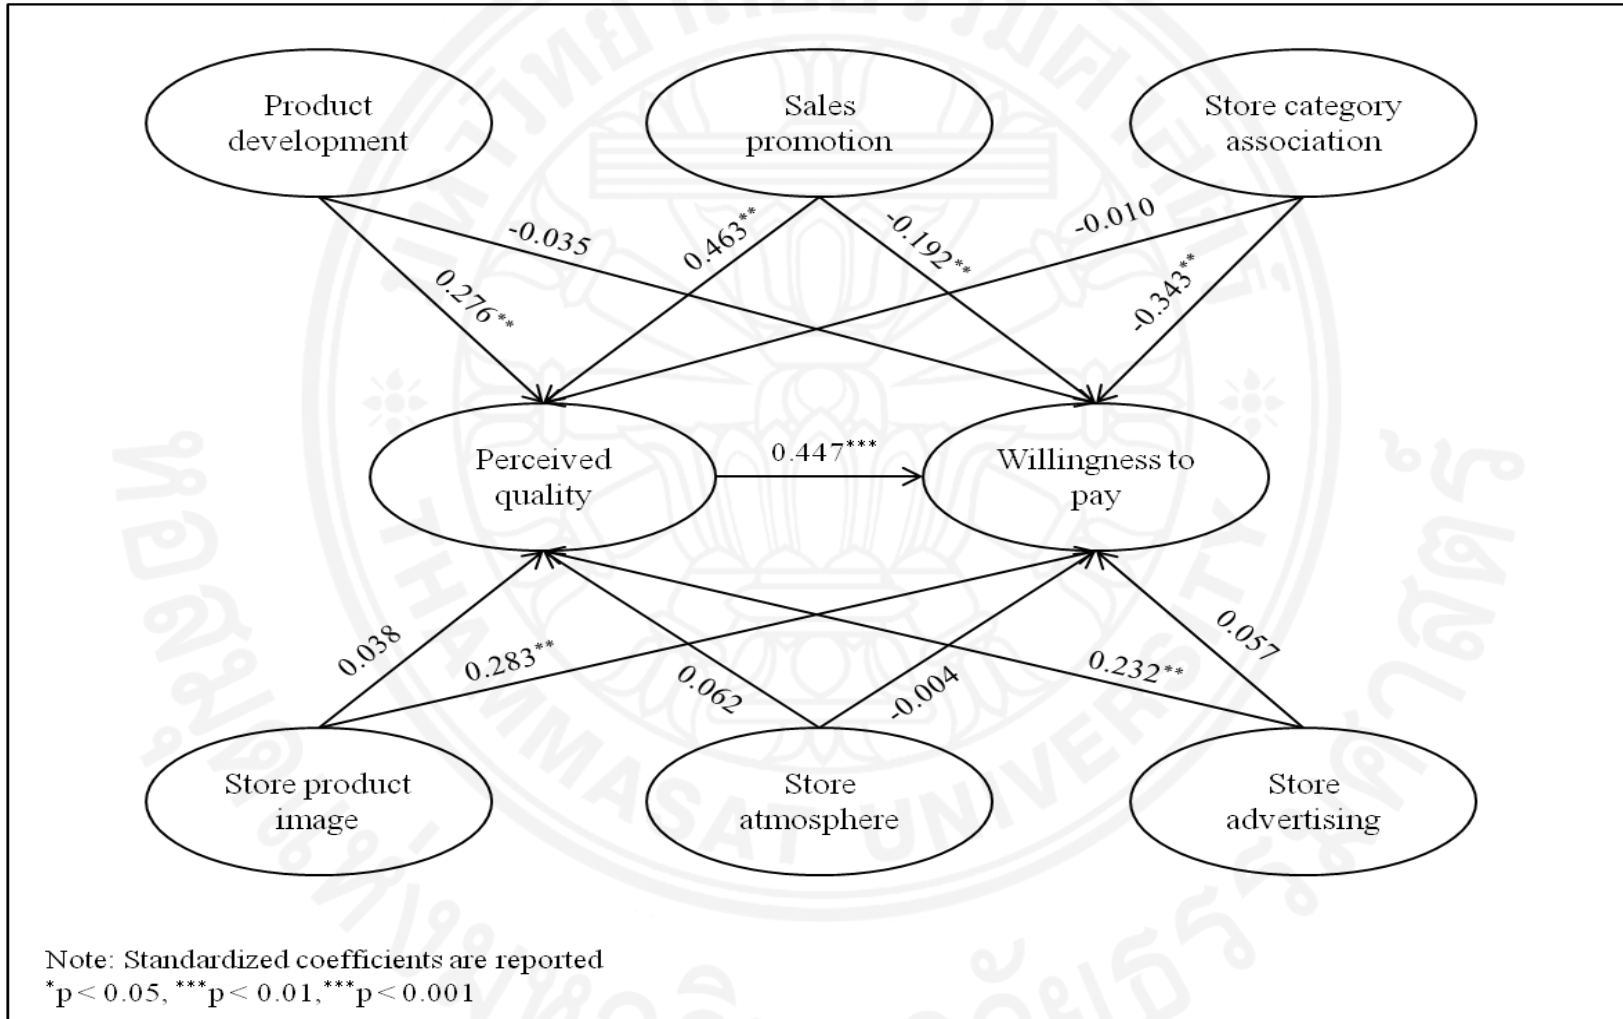 Product
development
Sales
promotion
Store category
association
-0.035
0.463**
-0.192**
-0.010
0.276**
-0.343**
Perceived
quality
0.447***
Willingness to
pay
0.038
0.283**
0.062
-0.004
0.232**
0.057
Store product
image
Store
atmosphere
Store
advertising
THAMMASAT UNIVERSITY
Note: Standardized coefficients are reported
*p < 0.05, ***p < 0.01,***p < 0.001